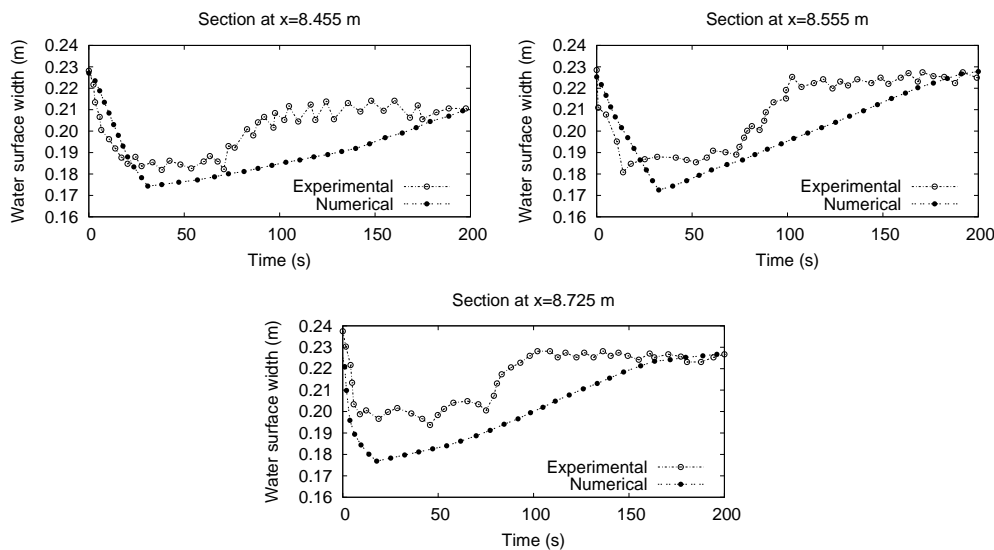 Section at x=8.455 m
Water surface width (m)
0.24
0.23
0.22
0.21
0.20
0.19
0.18
0.17
0.16
0 50 100 150 200
Time (s)
Experimental
Numerical
Section at x=8.555 m
Water surface width (m)
0.24
0.23
0.22
0.21
0.20
0.19
0.18
0.17
0.16
0 50 100 150 200
Time (s)
Experimental
Numerical
Section at x=8.725 m
Water surface width (m)
0.24
0.23
0.22
0.21
0.20
0.19
0.18
0.17
0.16
0 50 100 150 200
Time (s)
Experimental
Numerical